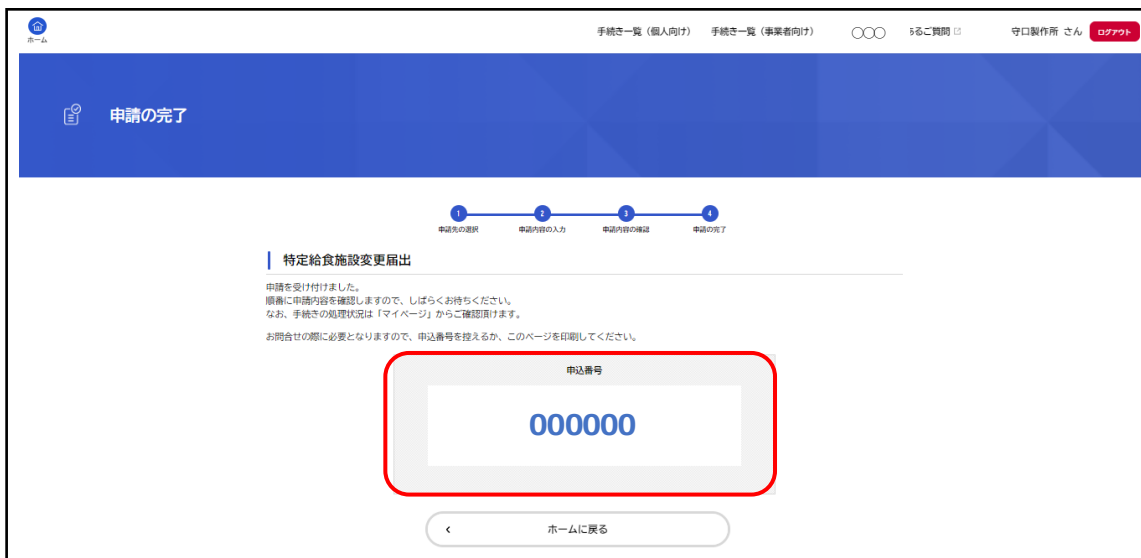 ホーム
手続き一覧（個人向け） 手続き一覧（事業者向け） 〇〇〇 るご質問 守口製作所 さん ログアウト
申請の完了
1 2 3 4
申請先の選択 申請内容の入力 申請内容の確認 申請の完了
特定給食施設変更届出
申請を受け付けました。
順番に申請内容を確認しますので、しばらくお待ちください。
なお、手続きの処理状況は「マイページ」からご確認頂けます。
お問合せの際に必要となりますので、申込番号を控えるか、このページを印刷してください。
申込番号
000000
ホームに戻る